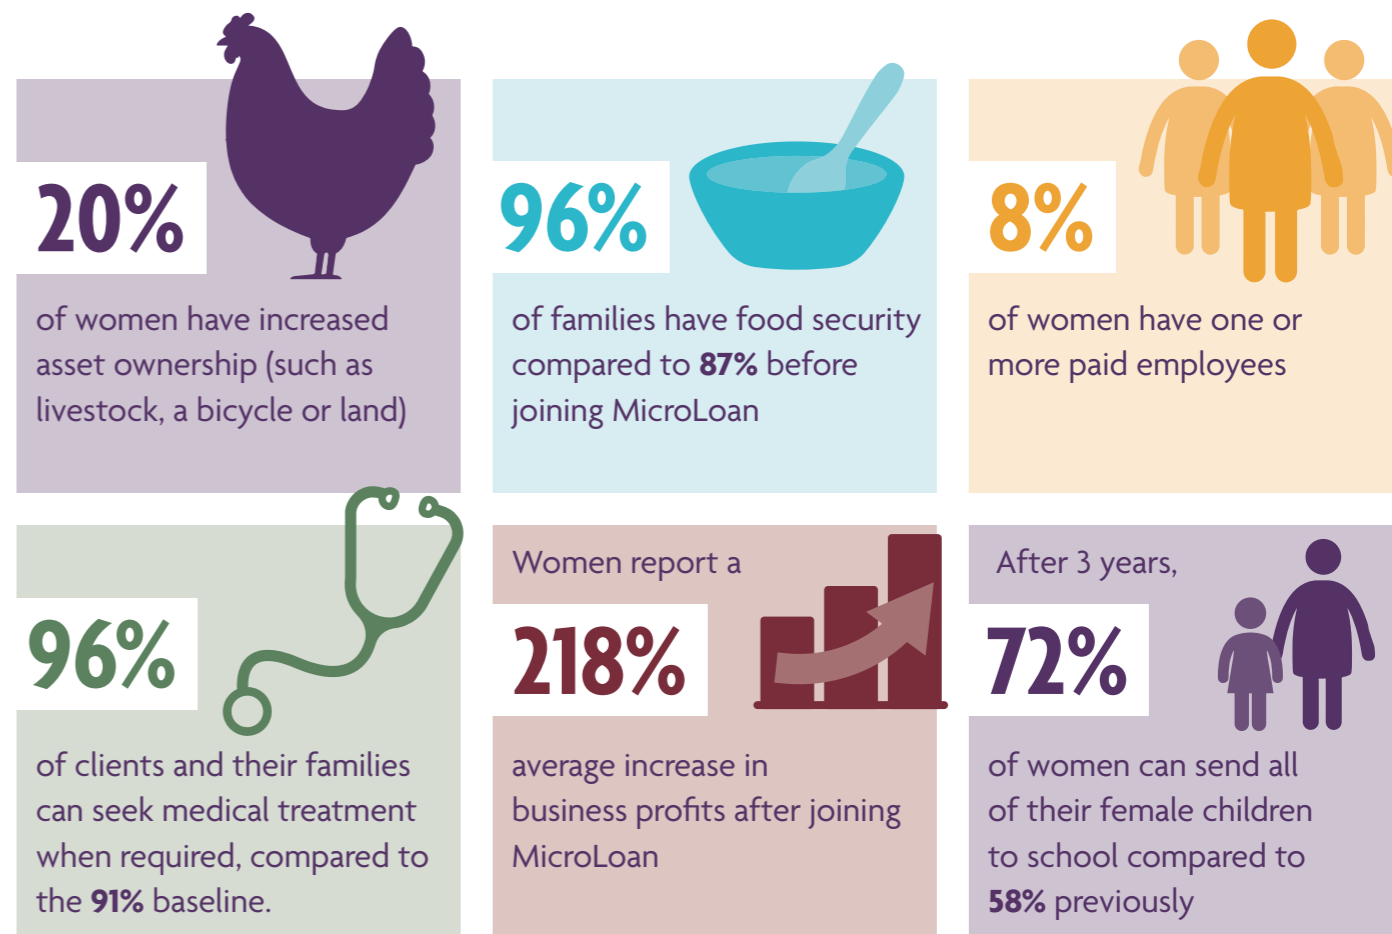 20%
of women have increased
asset ownership (such as
livestock, a bicycle or land)
96%
of families have food security
compared to 87% before
joining MicroLoan
8%
of women have one or
more paid employees
96%
of clients and their families
can seek medical treatment
when required, compared to
the 91% baseline.
Women report a
218%
average increase in
business profits after joining
MicroLoan
After 3 years,
72%
of women can send all
of their female children
to school compared to
58% previously